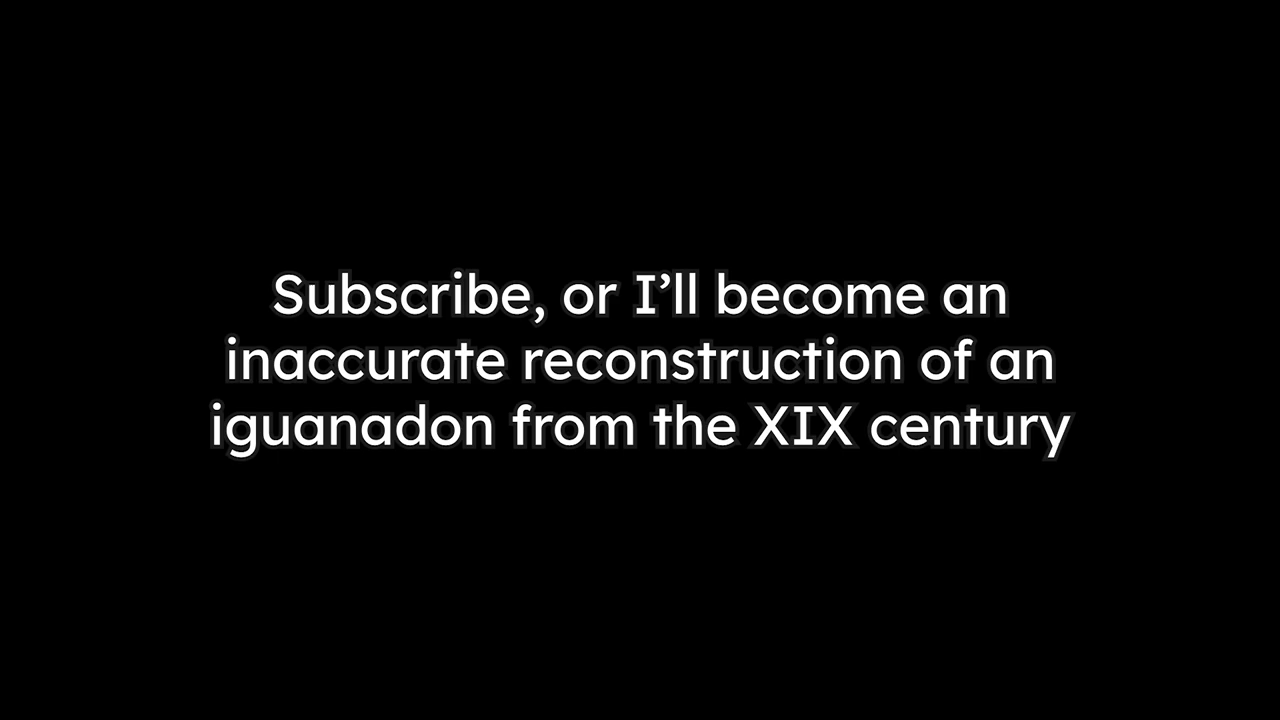 Subscribe, or I’ll become an
inaccurate reconstruction of an
iguanadon from the XIX century